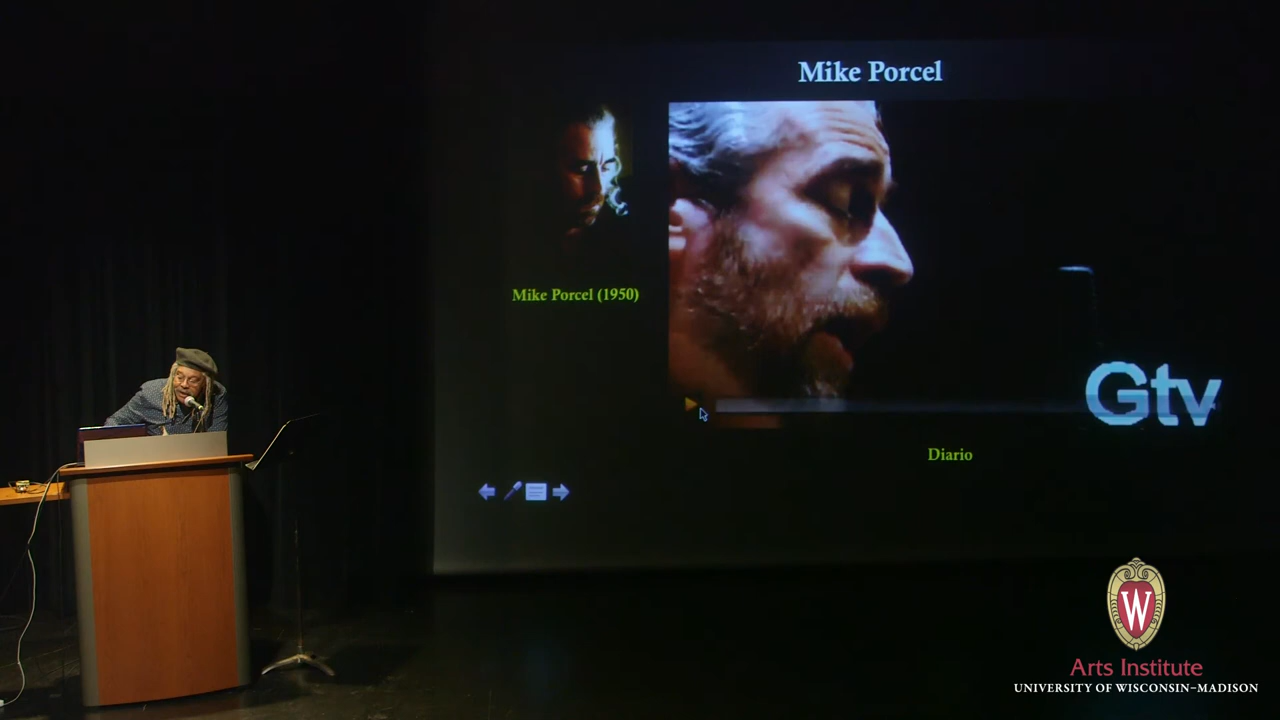 Mike Porcel
Mike Porcel (1950)
Gtv
Diario
W
Arts Institute
UNIVERSITY OF WISCONSIN–MADISON